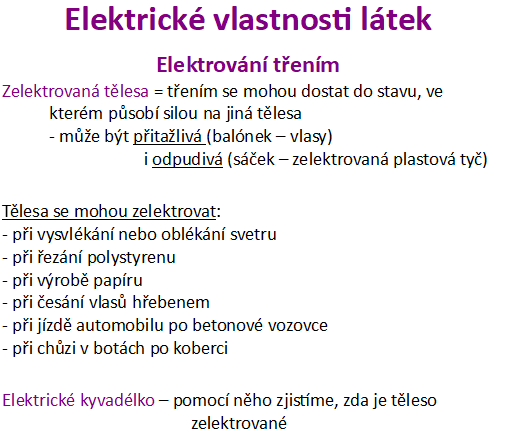 Elektrické vlastnosti látek
Elektrování třením
Zelektrovaná tělesa = třením se mohou dostat do stavu, ve
kterém působí silou na jiná tělesa
- může být přitažlivá (balónek – vlasy)
i odpudivá (sáček – zelektrovaná plastová tyč)
Tělesa se mohou zelektrovat:
- při vysvlékání nebo oblékání svetru
- při řezání polystyrenu
- při výrobě papíru
- při česání vlasů hřebenem
- při jízdě automobilu po betonové vozovce
- při chůzi v botách po koberci
Elektrické kyvadélko – pomocí něho zjistíme, zda je těleso
zelektrované